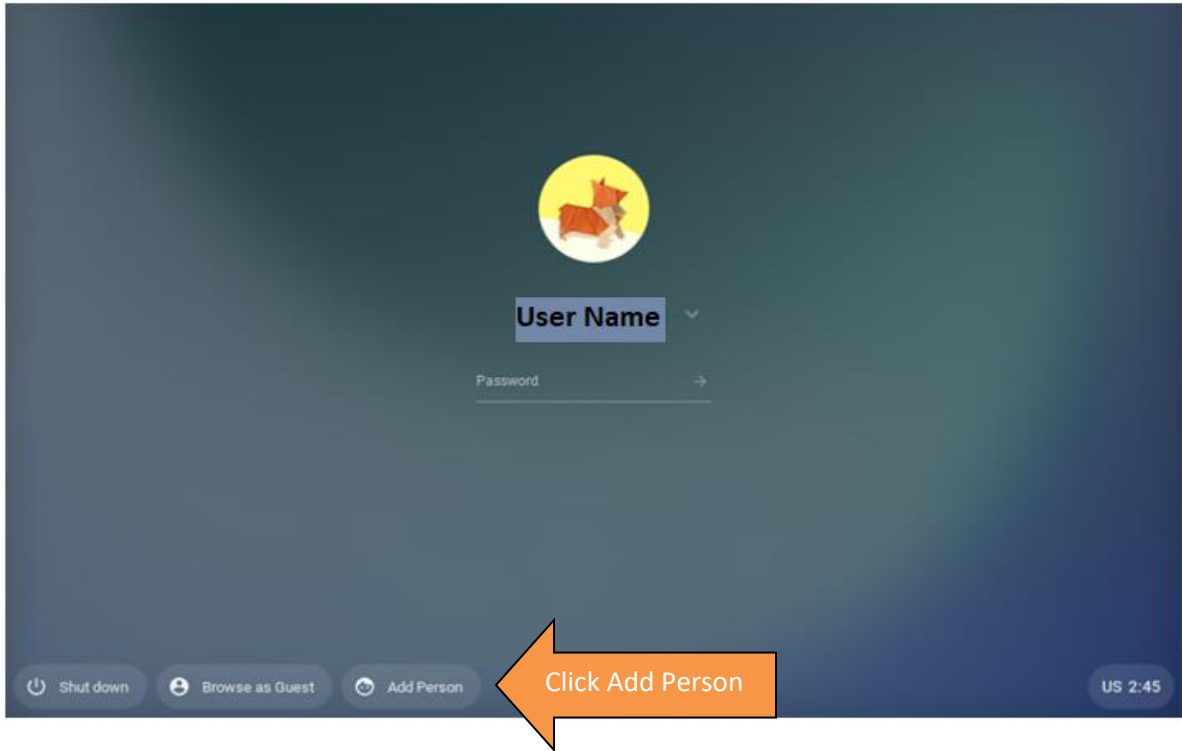 User Name
Password
Shut down
Browse as Guest
Add Person
Click Add Person
US 2:45